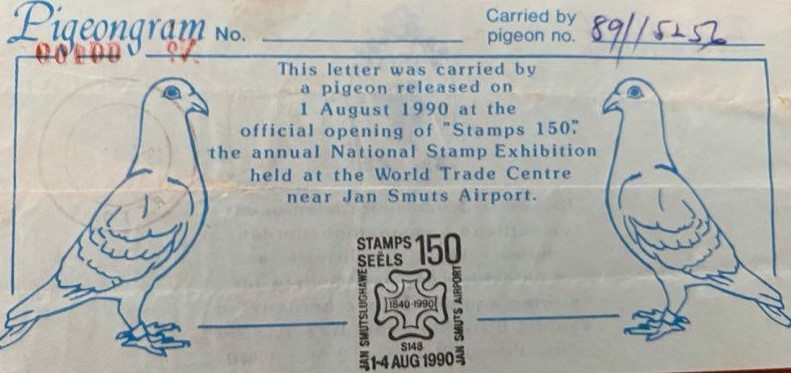 Pigeongram No.
Carried by
pigeon no. 89/15256
This letter was carried by
a pigeon released on
1 August 1990 at the
official opening of "Stamps 150",
the annual National Stamp Exhibition
held at the World Trade Centre
near Jan Smuts Airport.
STAMPS 150
SEËLS
JAN SMUTSLUGHAWE
1840-1990
JAN SMUTS AIRPORT
S148
1-4 AUG 1990